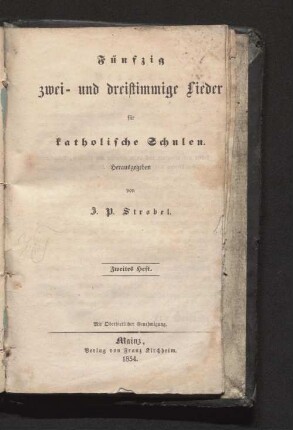 Fünfzig
zwei- und dreistimmige Lieder
für
katholische Schulen.
Herausgegeben
von
J. P. Strobel.
Zweites Heft.
Mit Oberhirtlicher Genehmigung.
Mainz,
Verlag von Franz Kirchheim.
1854.